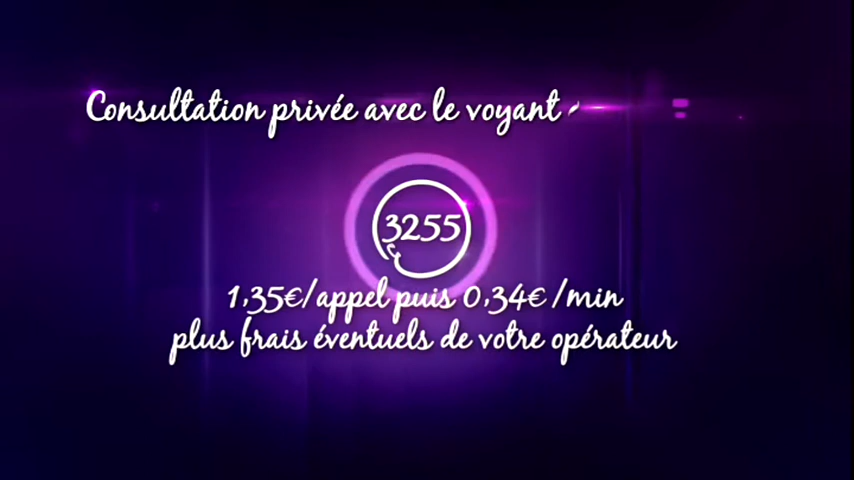 Consultation privée avec le voyant
3255
1,35€/appel puis 0,34€/min
plus frais éventuels de votre opérateur